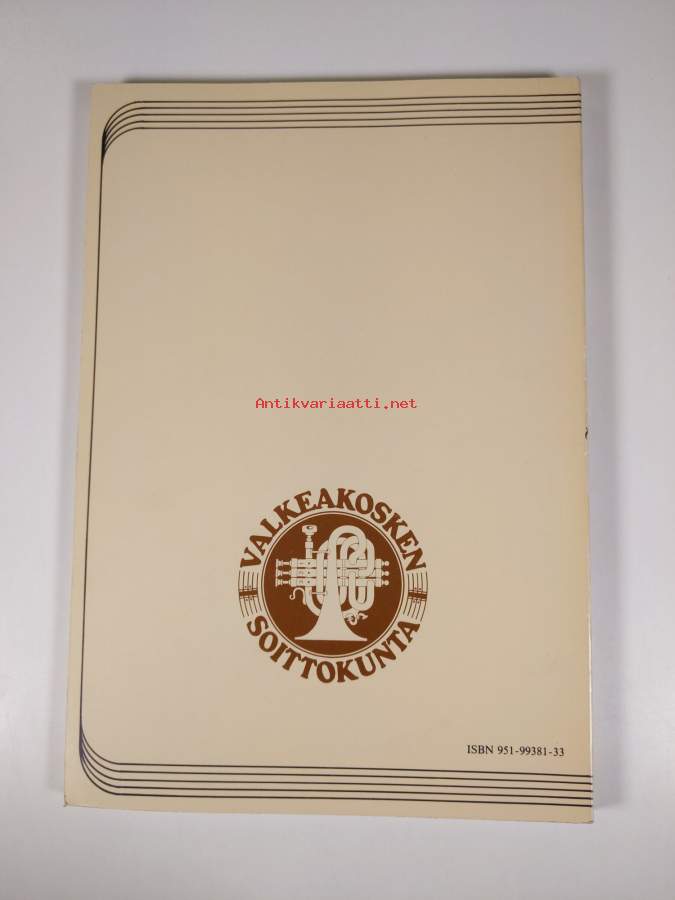 Antikvariaatti.net
VALKEAKOSKEN
SOITTOKUNTA
ISBN 951-99381-33